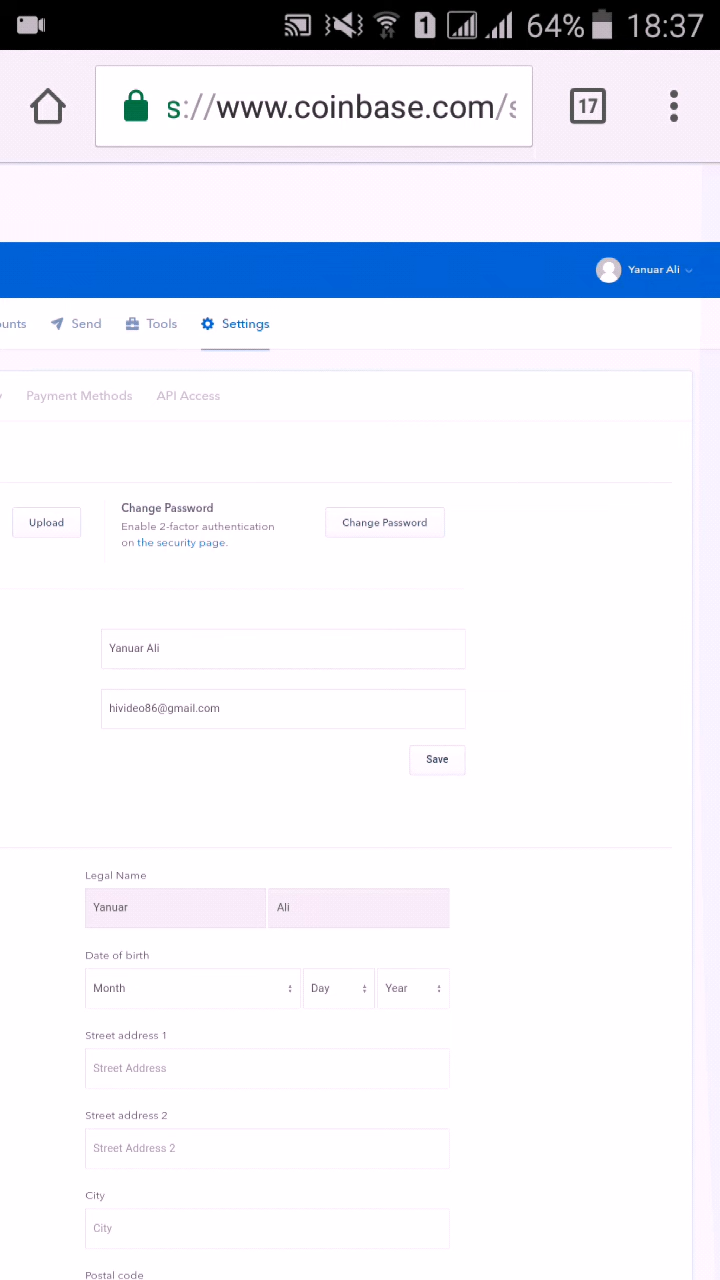 1 64% 18:37
s://www.coinbase.com/s
17
Yanuar Ali
unts Send Tools Settings
y Payment Methods API Access
Upload
Change Password
Enable 2-factor authentication
on the security page.
Change Password
Yanuar Ali
hivideo86@gmail.com
Save
Legal Name
Yanuar Ali
Date of birth
Month Day Year
Street address 1
Street Address
Street address 2
Street Address 2
City
City
Postal code